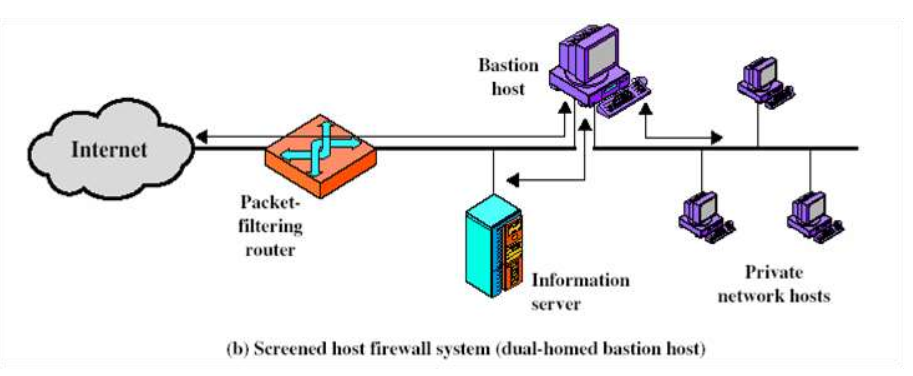 Bastion
host
Internet
Packet-
filtering
router
Information
server
Private
network hosts
(b) Screened host firewall system (dual-homed bastion host)